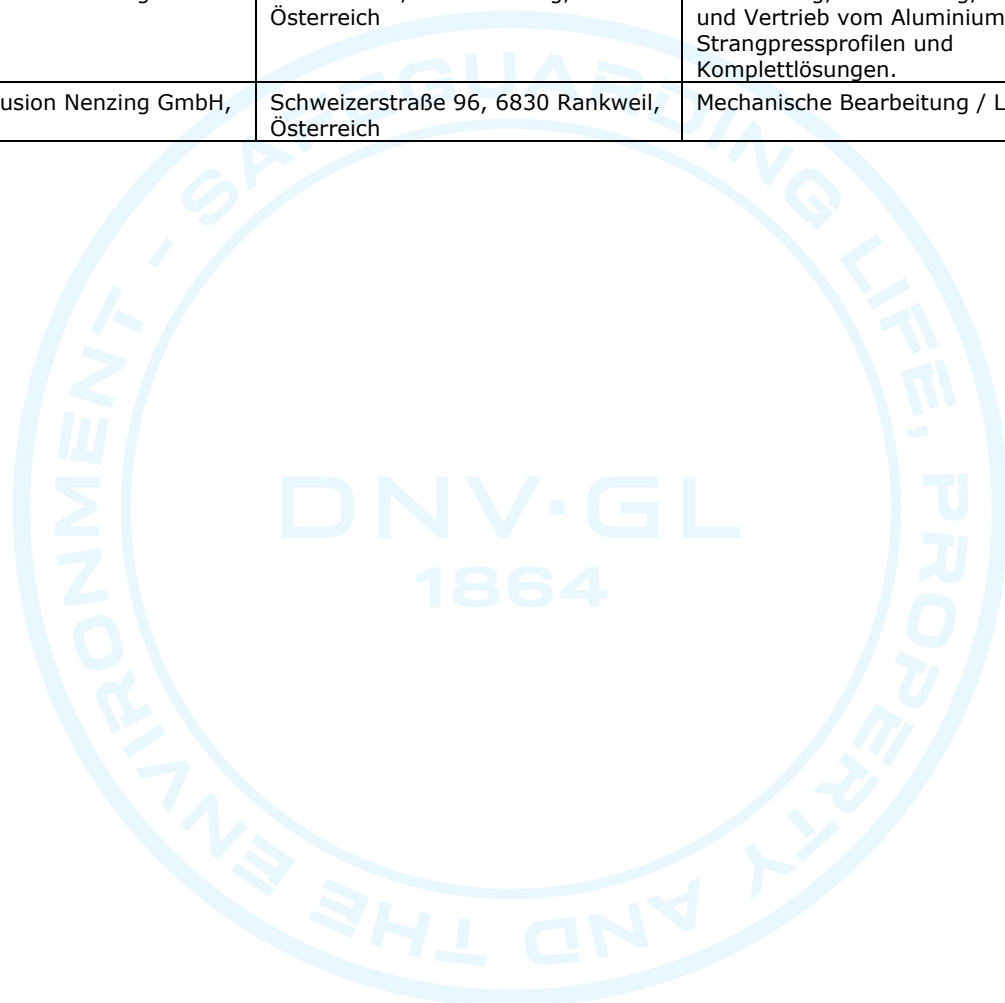 Österreich
und Vertrieb vom Aluminium
Strangpressprofilen und
Komplettlösungen.
usion Nenzing GmbH,
Schweizerstraße 96, 6830 Rankweil,
Österreich
Mechanische Bearbeitung / L
SAFEGUARDING LIFE, PROPERTY AND THE ENVIRONMENT -
DNV·GL
1864